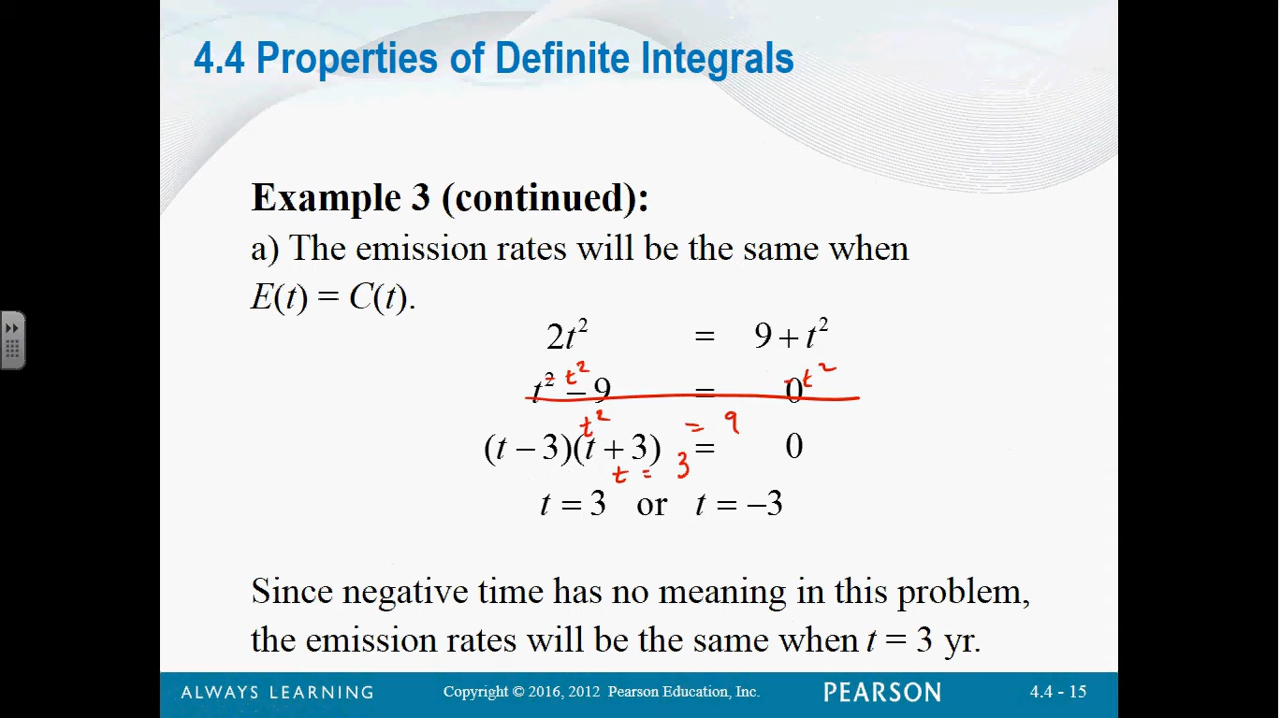 4.4 Properties of Definite Integrals
Example 3 (continued):
a) The emission rates will be the same when
E(t) = C(t).
2t² = 9 + t²
- t² - t²
t² − 9 = 0
t² = 9
(t − 3)(t + 3) = 0
t = 3
t = 3 or t = −3
Since negative time has no meaning in this problem,
the emission rates will be the same when t = 3 yr.
ALWAYS LEARNING Copyright © 2016, 2012 Pearson Education, Inc. PEARSON 4.4 - 15